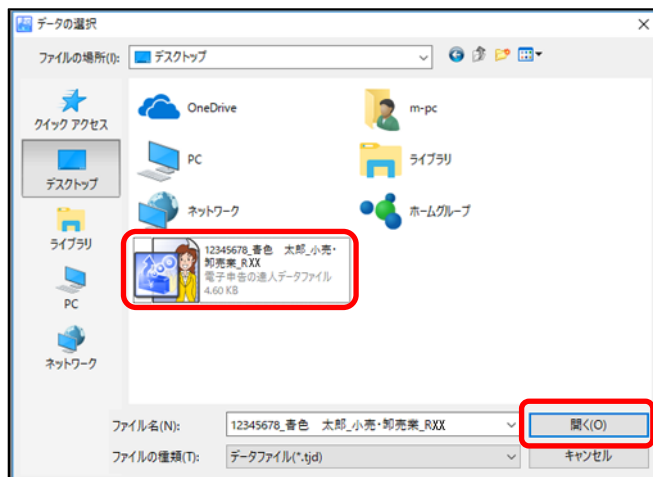 データの選択
ファイルの場所(I):
デスクトップ
クイック アクセス
デスクトップ
ライブラリ
PC
ネットワーク
OneDrive
m-pc
PC
ライブラリ
ネットワーク
ホームグループ
12345678_青色　太郎_小売・
卸売業_RXX
電子申告の達人データファイル
4.60 KB
ファイル名(N):
12345678_青色　太郎_小売・卸売業_RXX
開く(O)
ファイルの種類(T):
データファイル(*.tjd)
キャンセル